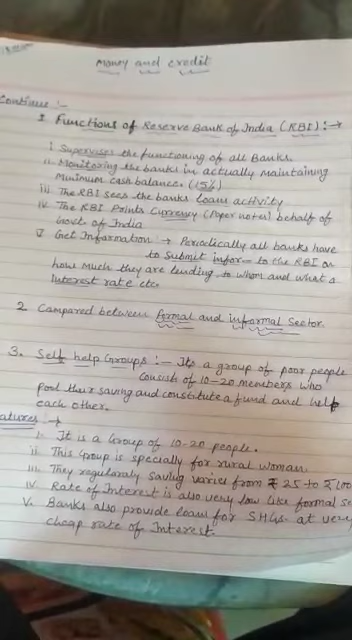 Money and credit
Continue :-
1 Functions of Reserve Bank of India (RBI) :→
i. Supervises the functioning of all Banks
ii. Monitoring the banks in actually maintaining
Minimum cash balance. (15%)
iii The RBI sees the banks loans activity
iv. The RBI Prints Currency (Paper notes) behalf of
Govt of India
v Get Information → Periodically all banks have
to submit infor= to the RBI on
how Much they are lending to whom and what a
Interest rate etc.
2 Compared between formal and informal Sector.
3. Self help Groups :- Its a group of poor people
Consists of 10-20 members who
Pool their saving and constitute a fund and help
each other.
atures :→
i. It is a Group of 10-20 people.
ii This Group is specially for rural woman.
iii. They regularaly saving varies from ₹ 25 to ₹ 100
iv Rate of Interest is also very low like formal se
v. Banks also provide loan for SHGs. at very
cheap rate of Interest.